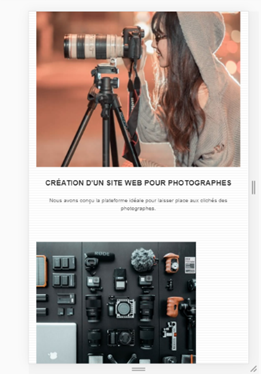 CRÉATION D'UN SITE WEB POUR PHOTOGRAPHES
Nous avons conçu la plateforme idéale pour laisser place aux clichés des
photographes.